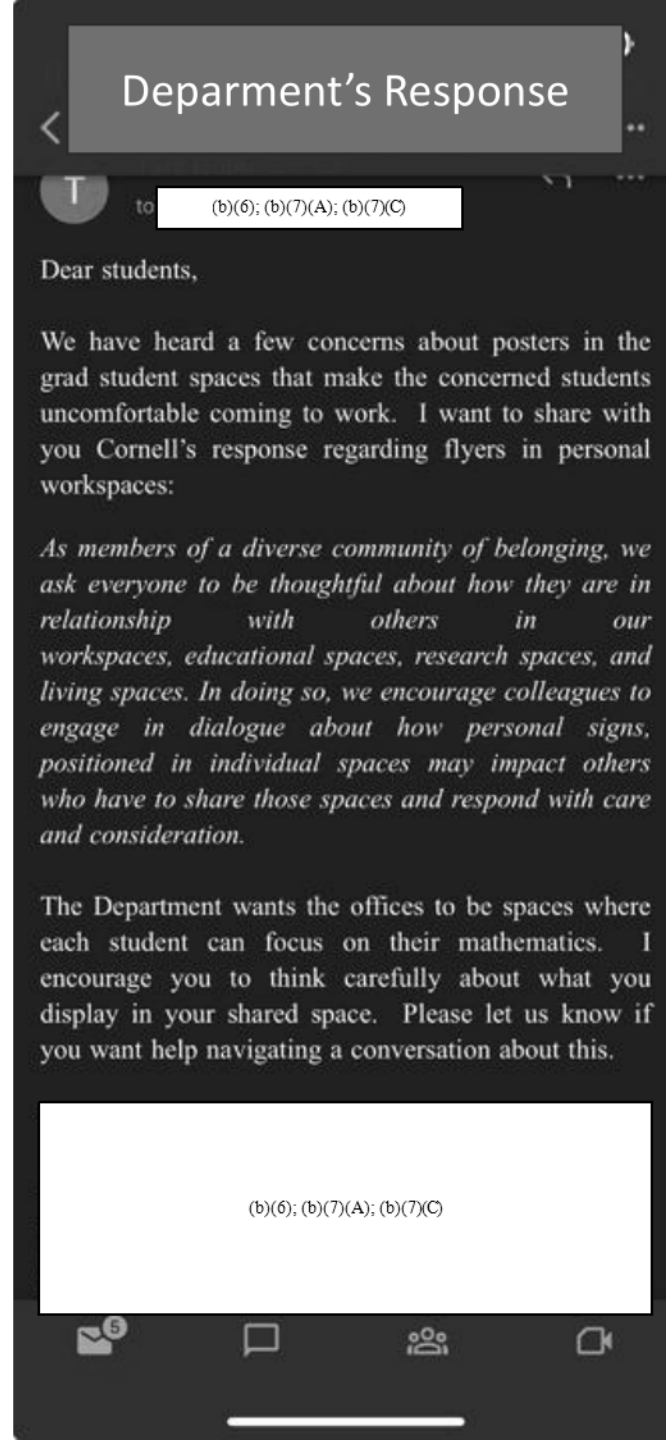 Deparment’s Response
T
to
(b)(6); (b)(7)(A); (b)(7)(C)
Dear students,
We have heard a few concerns about posters in the
grad student spaces that make the concerned students
uncomfortable coming to work. I want to share with
you Cornell’s response regarding flyers in personal
workspaces:
As members of a diverse community of belonging, we
ask everyone to be thoughtful about how they are in
relationship with others in our
workspaces, educational spaces, research spaces, and
living spaces. In doing so, we encourage colleagues to
engage in dialogue about how personal signs,
positioned in individual spaces may impact others
who have to share those spaces and respond with care
and consideration.
The Department wants the offices to be spaces where
each student can focus on their mathematics. I
encourage you to think carefully about what you
display in your shared space. Please let us know if
you want help navigating a conversation about this.
(b)(6); (b)(7)(A); (b)(7)(C)
5